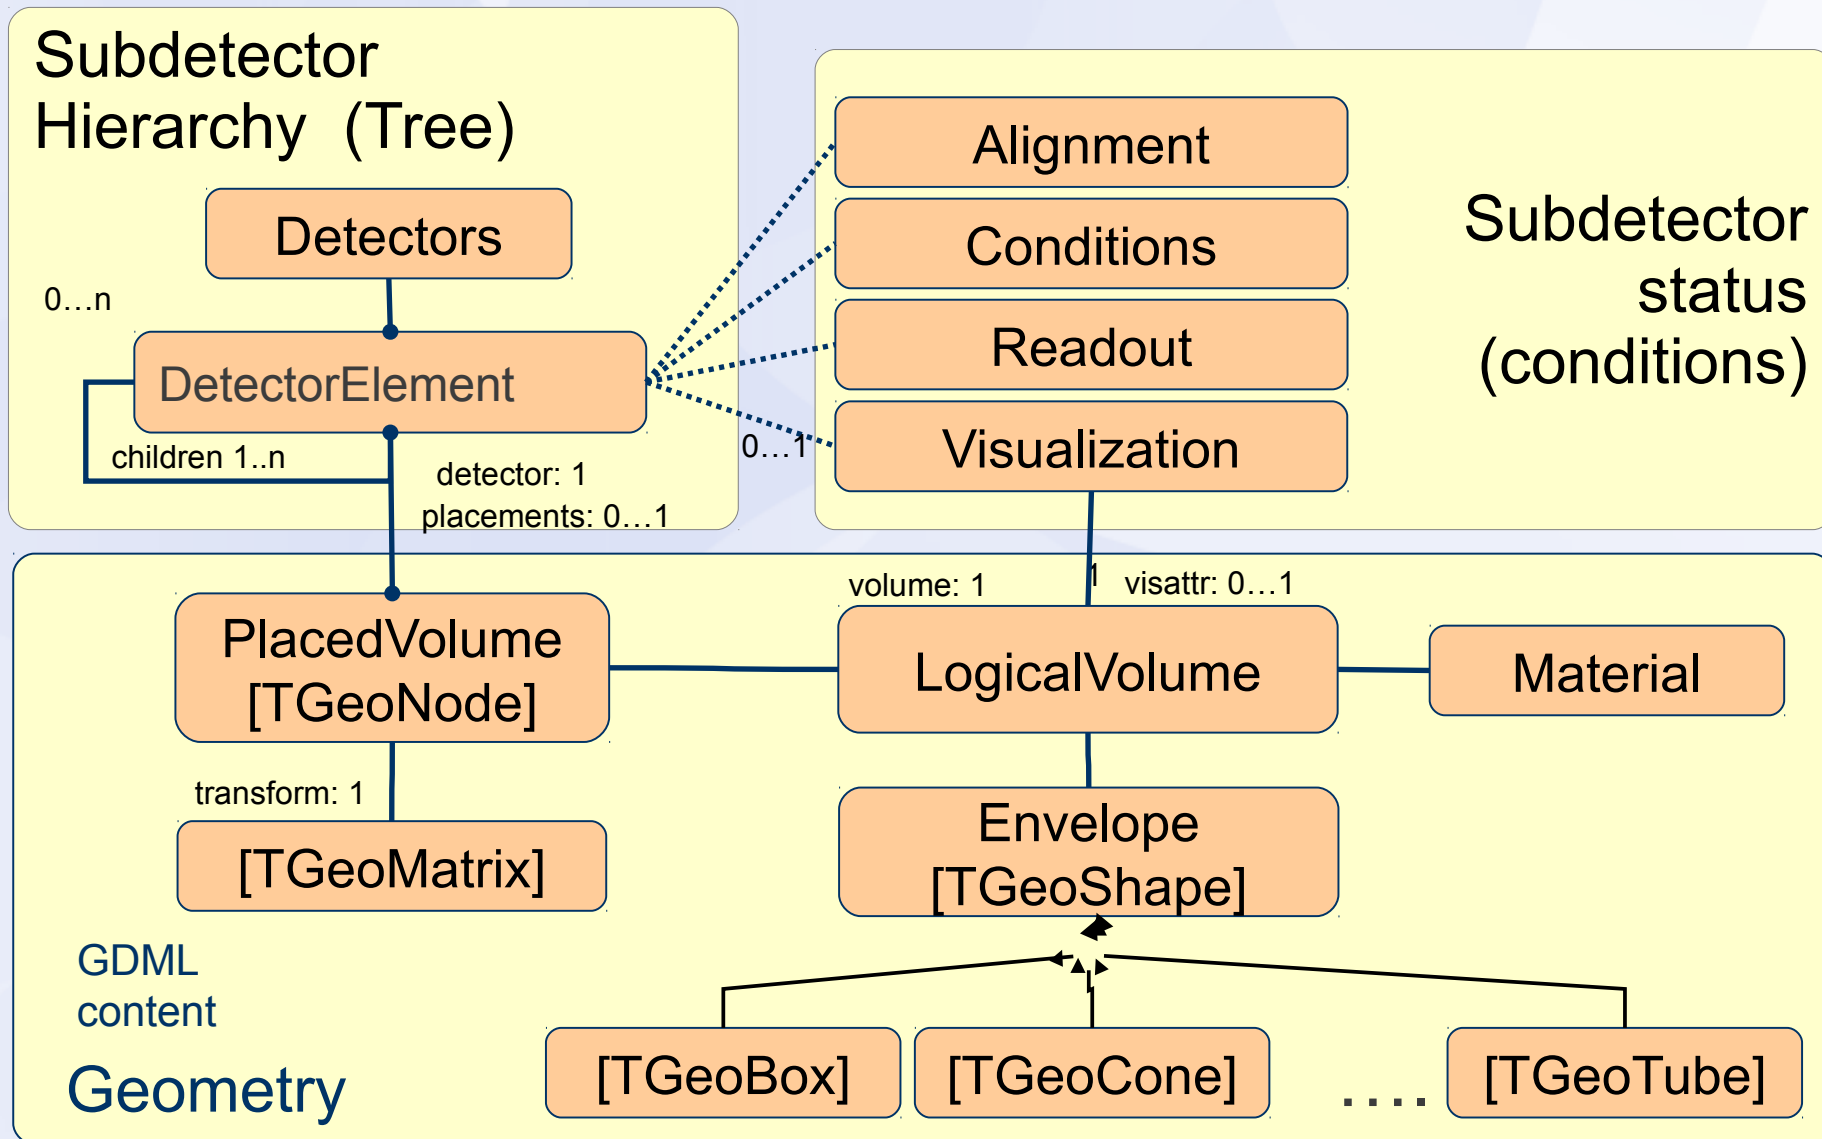 Subdetector
Hierarchy (Tree)
Detectors
0…n
DetectorElement
children 1..n
detector: 1
placements: 0…1
Alignment
Conditions
Readout
Visualization
0…1
Subdetector
status
(conditions)
volume: 1
1
visattr: 0…1
PlacedVolume
[TGeoNode]
LogicalVolume
Material
transform: 1
[TGeoMatrix]
Envelope
[TGeoShape]
GDML
content
Geometry
[TGeoBox]
[TGeoCone]
....
[TGeoTube]